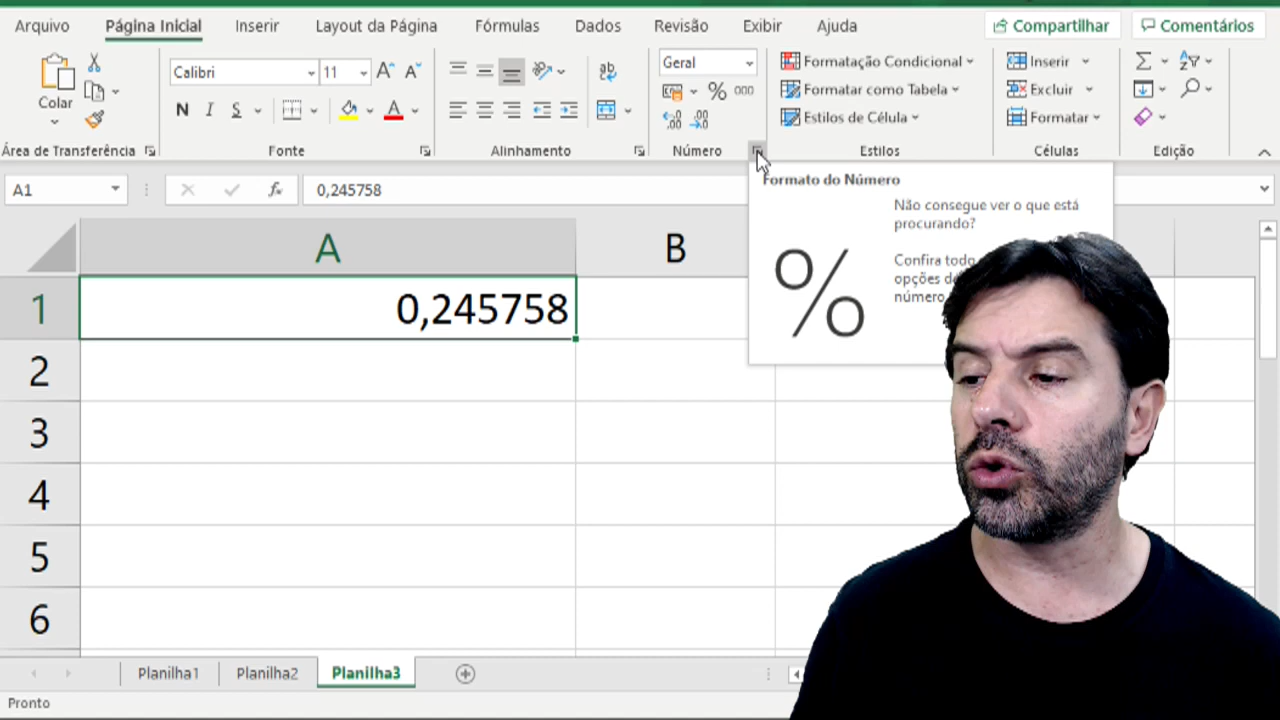 Arquivo Página Inicial Inserir Layout da Página Fórmulas Dados Revisão Exibir Ajuda Compartilhar Comentários
Colar
Calibri 11
N I S
ab
Geral
% 000
Formatação Condicional
Formatar como Tabela
Estilos de Célula
Inserir
Excluir
Formatar
Área de Transferência Fonte Alinhamento Número Estilos Células Edição
A1 fx 0,245758
Formato do Número
Não consegue ver o que está
procurando?
Confira
opções
número
%
A B
1 0,245758
2
3
4
5
6
Planilha1 Planilha2 Planilha3
Pronto